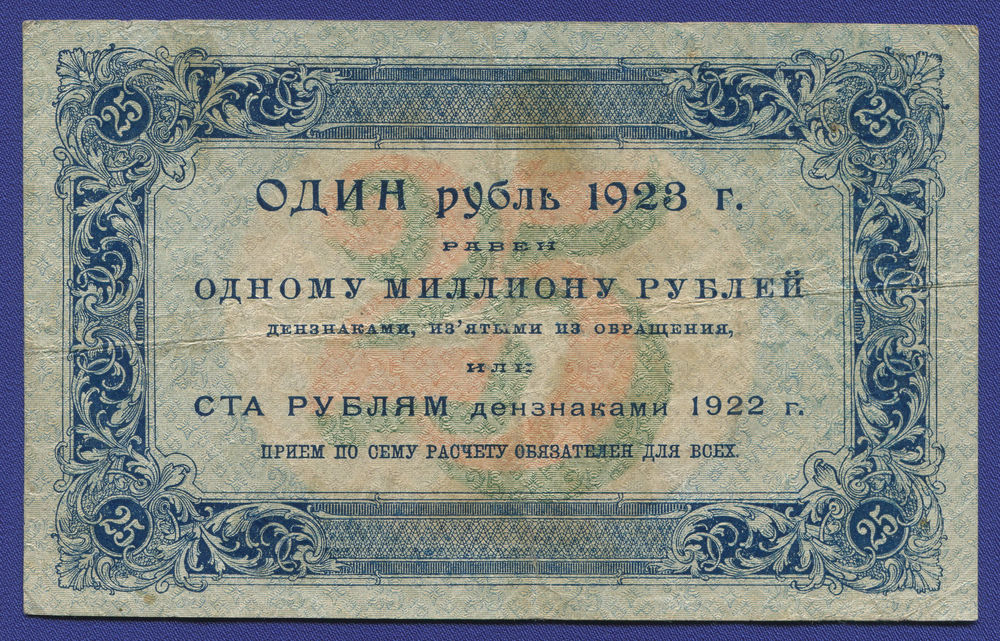 25 25
ОДИН рубль 1923 г.
РАВЕН
ОДНОМУ МИЛЛИОНУ РУБЛЕЙ
ДЕНЗНАКАМИ, ИЗ’ЯТЫМИ ИЗ ОБРАЩЕНИЯ,
ИЛИ
СТА РУБЛЯМ дензнаками 1922 г.
ПРИЕМ ПО СЕМУ РАСЧЕТУ ОБЯЗАТЕЛЕН ДЛЯ ВСЕХ.
25
25 25